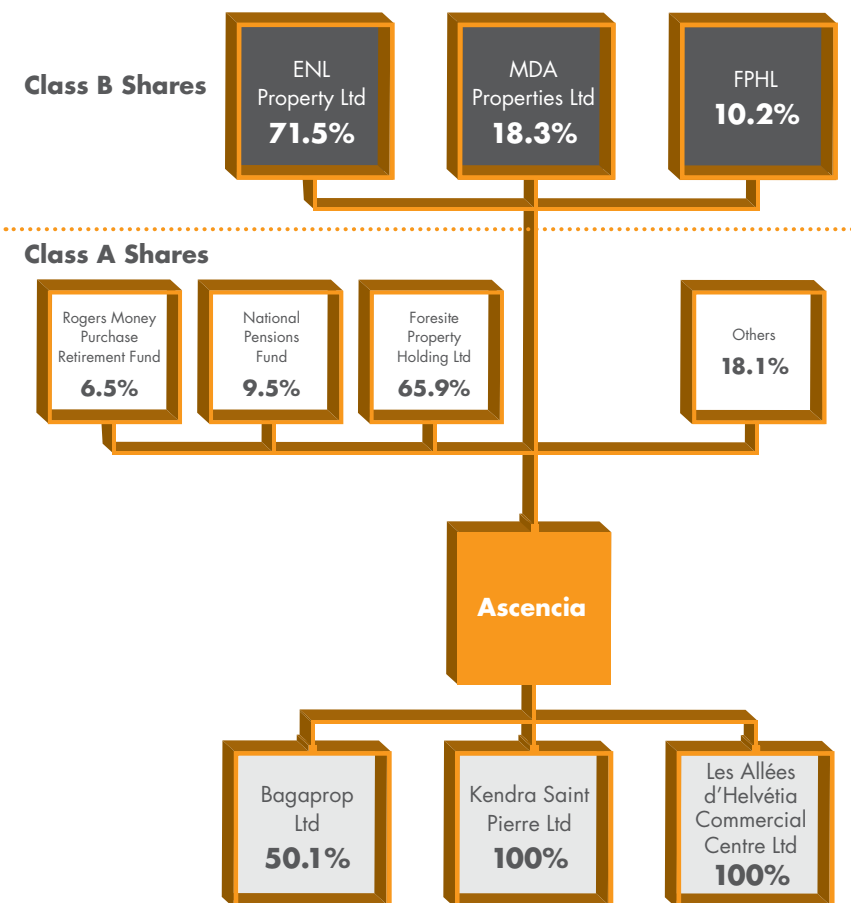 Class B Shares
ENL
Property Ltd
71.5%
MDA
Properties Ltd
18.3%
FPHL
10.2%
Class A Shares
Rogers Money
Purchase
Retirement Fund
6.5%
National
Pensions
Fund
9.5%
Foresite
Property
Holding Ltd
65.9%
Others
18.1%
Ascencia
Bagaprop
Ltd
50.1%
Kendra Saint
Pierre Ltd
100%
Les Allées
d’Helvétia
Commercial
Centre Ltd
100%